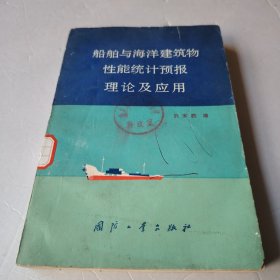 船舶与海洋建筑物
性能统计预报
理论及应用
编
国防工业出版社